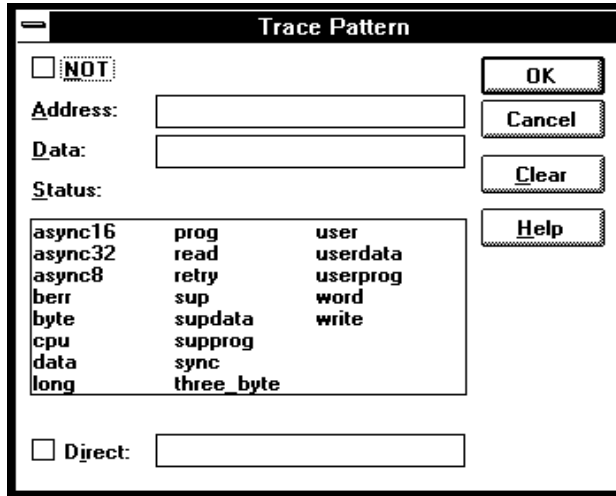 Trace Pattern
NOT
OK
Address:
Cancel
Data:
Clear
Status:
Help
async16 prog user
async32 read userdata
async8 retry userprog
berr sup word
byte supdata write
cpu supprog
data sync
long three_byte
Direct: